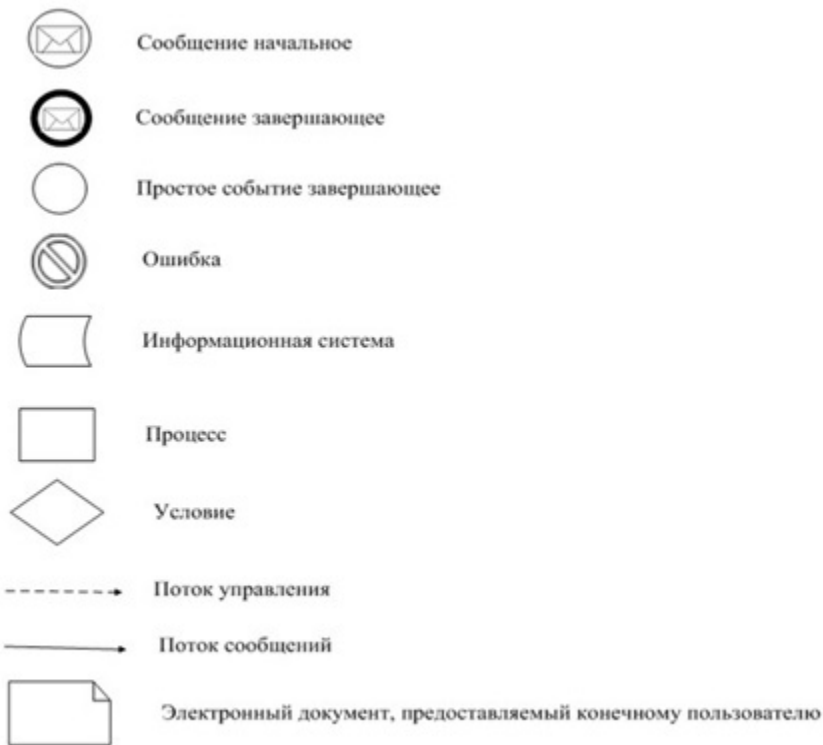 Сообщение начальное
Сообщение завершающее
Простое событие завершающее
Ошибка
Информационная система
Процесс
Условие
Поток управления
Поток сообщений
Электронный документ, предоставляемый конечному пользователю